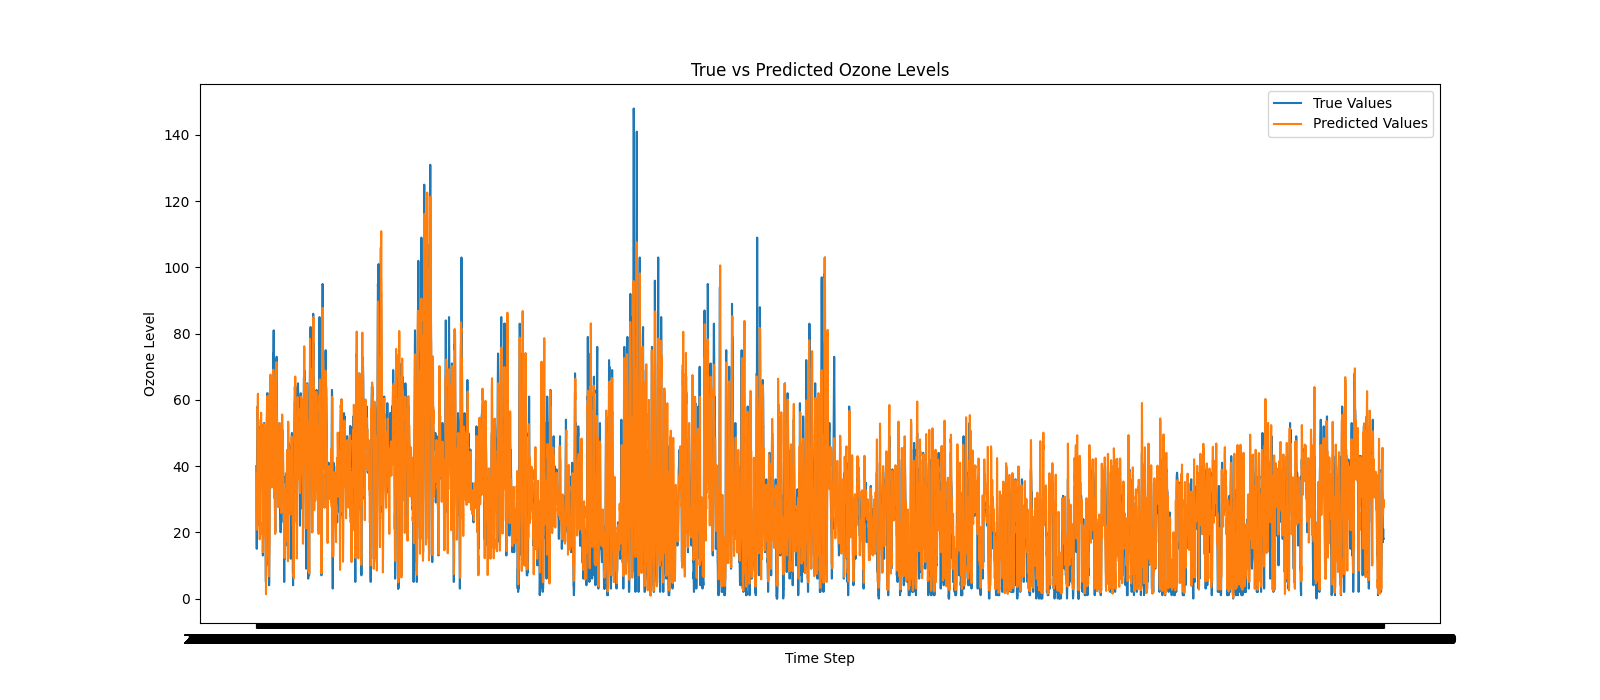 True vs Predicted Ozone Levels
True Values
Predicted Values
140
120
100
80
60
40
20
0
Ozone Level
Time Step